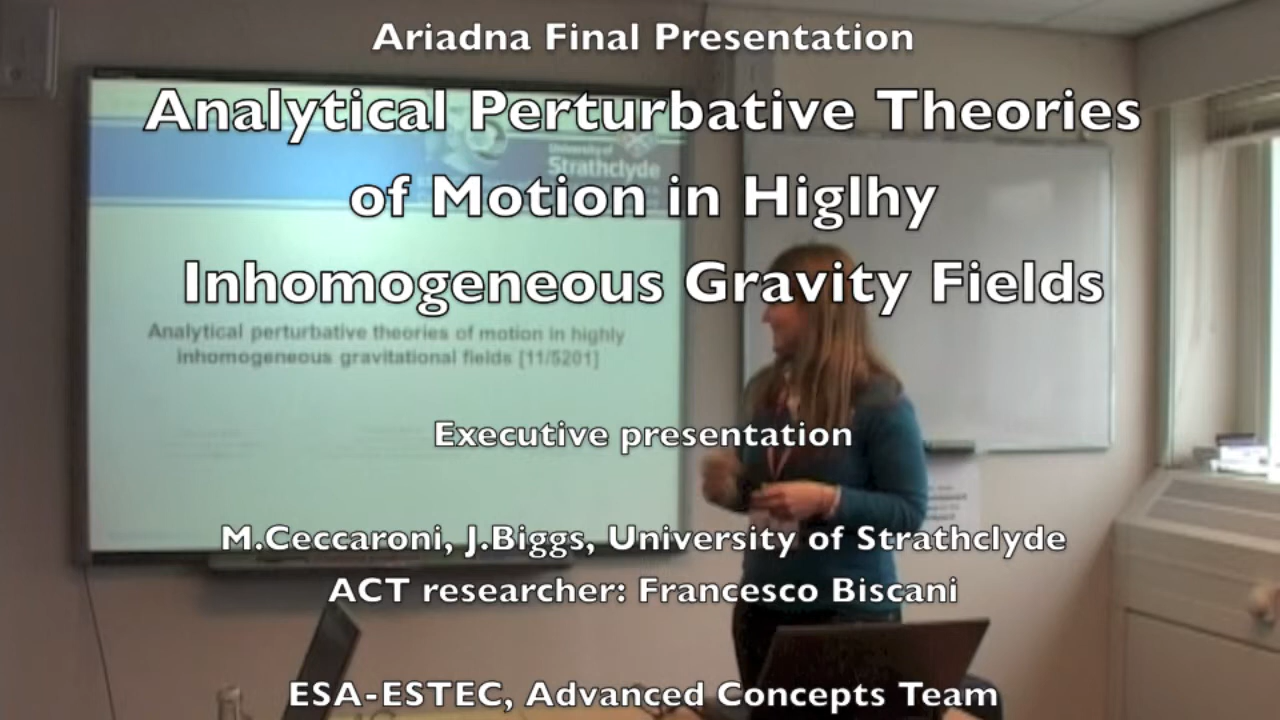 Ariadna Final Presentation
Analytical Perturbative Theories
of Motion in Higlhy
Inhomogeneous Gravity Fields
University of
Strathclyde
Analytical perturbative theories of motion in highly
inhomogeneous gravitational fields [11/5201]
Executive presentation
M.Ceccaroni, J.Biggs, University of Strathclyde
ACT researcher: Francesco Biscani
ESA-ESTEC, Advanced Concepts Team